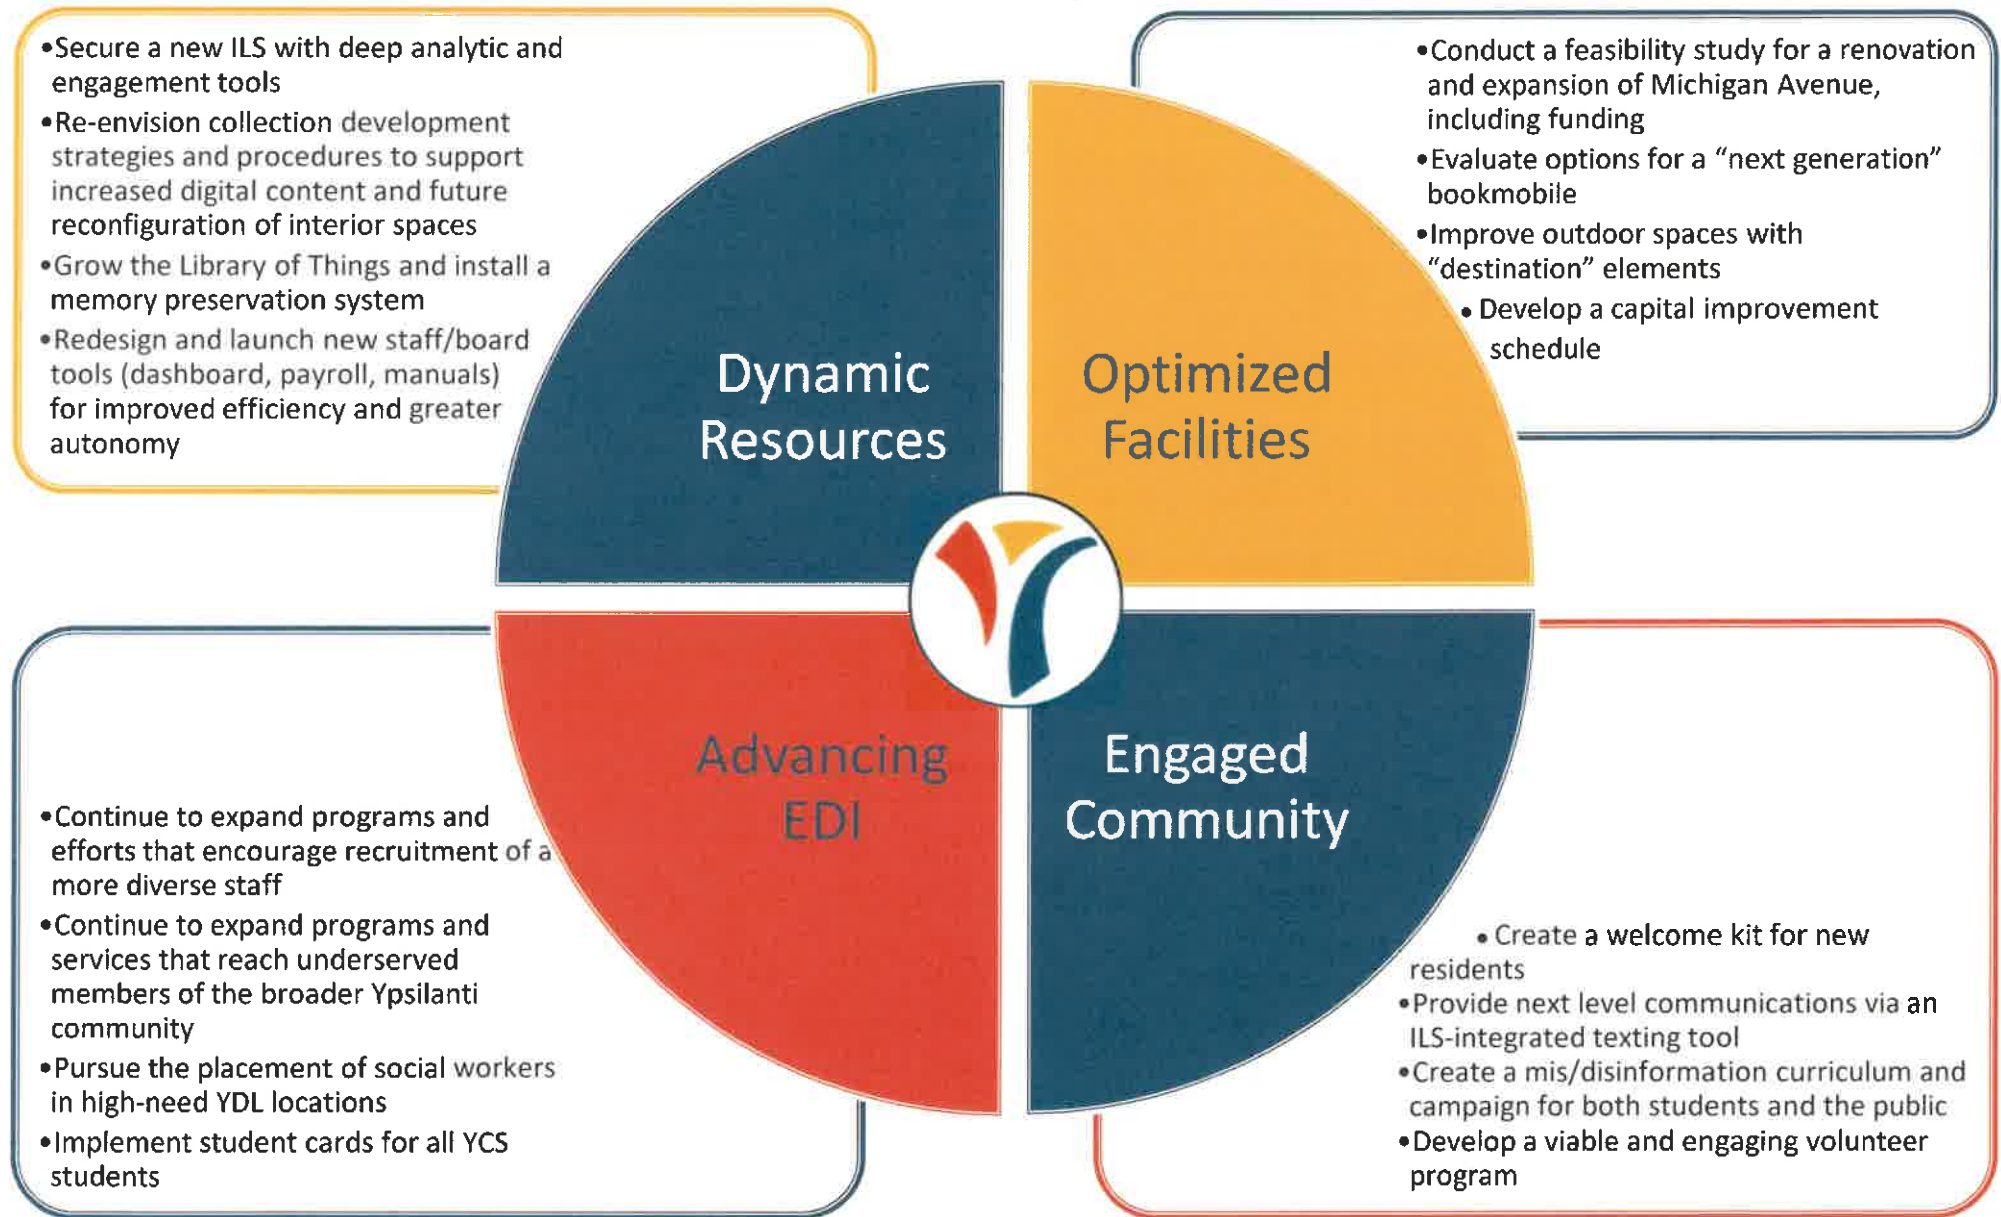 •Secure a new ILS with deep analytic and
engagement tools
•Re-envision collection development
strategies and procedures to support
increased digital content and future
reconfiguration of interior spaces
•Grow the Library of Things and install a
memory preservation system
•Redesign and launch new staff/board
tools (dashboard, payroll, manuals)
for improved efficiency and greater
autonomy
Dynamic
Resources
Optimized
Facilities
•Conduct a feasibility study for a renovation
and expansion of Michigan Avenue,
including funding
•Evaluate options for a “next generation”
bookmobile
•Improve outdoor spaces with
“destination” elements
• Develop a capital improvement
schedule
•Continue to expand programs and
efforts that encourage recruitment of a
more diverse staff
•Continue to expand programs and
services that reach underserved
members of the broader Ypsilanti
community
•Pursue the placement of social workers
in high-need YDL locations
•Implement student cards for all YCS
students
Advancing
EDI
Engaged
Community
• Create a welcome kit for new
residents
•Provide next level communications via an
ILS-integrated texting tool
•Create a mis/disinformation curriculum and
campaign for both students and the public
•Develop a viable and engaging volunteer
program